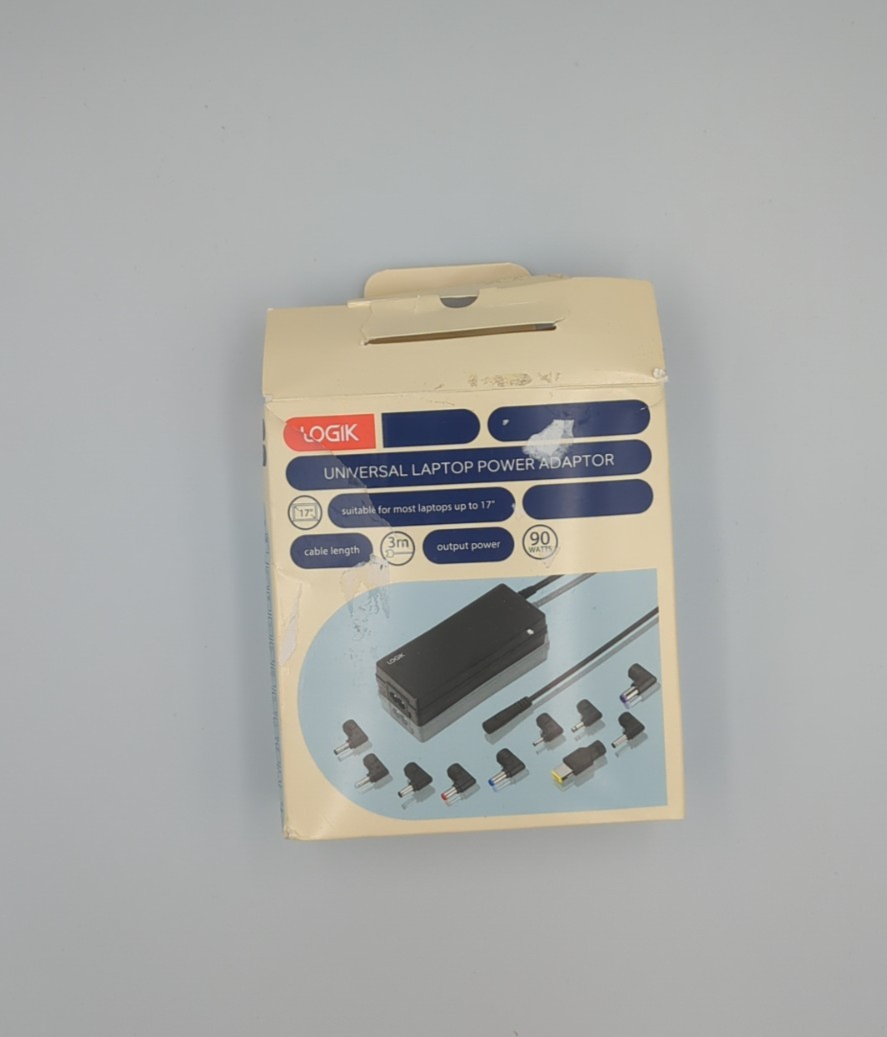 LOGIK
UNIVERSAL LAPTOP POWER ADAPTOR
17" suitable for most laptops up to 17"
cable length 3m output power 90 WATTS
LOGIK